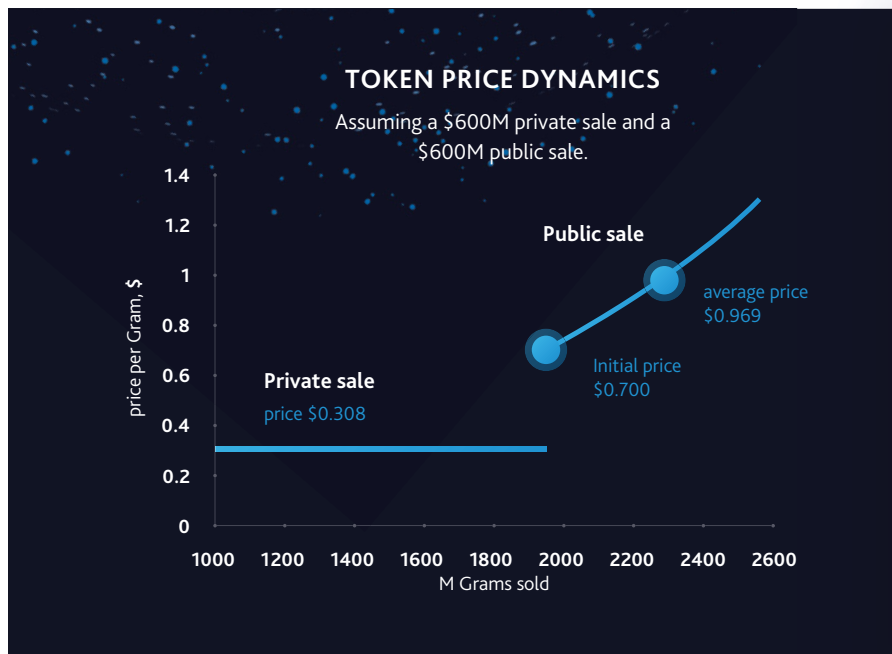 TOKEN PRICE DYNAMICS
Assuming a $600M private sale and a
$600M public sale.
1.4
1.2
1
0.8
0.6
0.4
0.2
0
price per Gram, $
Public sale
average price
$0.969
Initial price
$0.700
Private sale
price $0.308
1000 1200 1400 1600 1800 2000 2200 2400 2600
M Grams sold